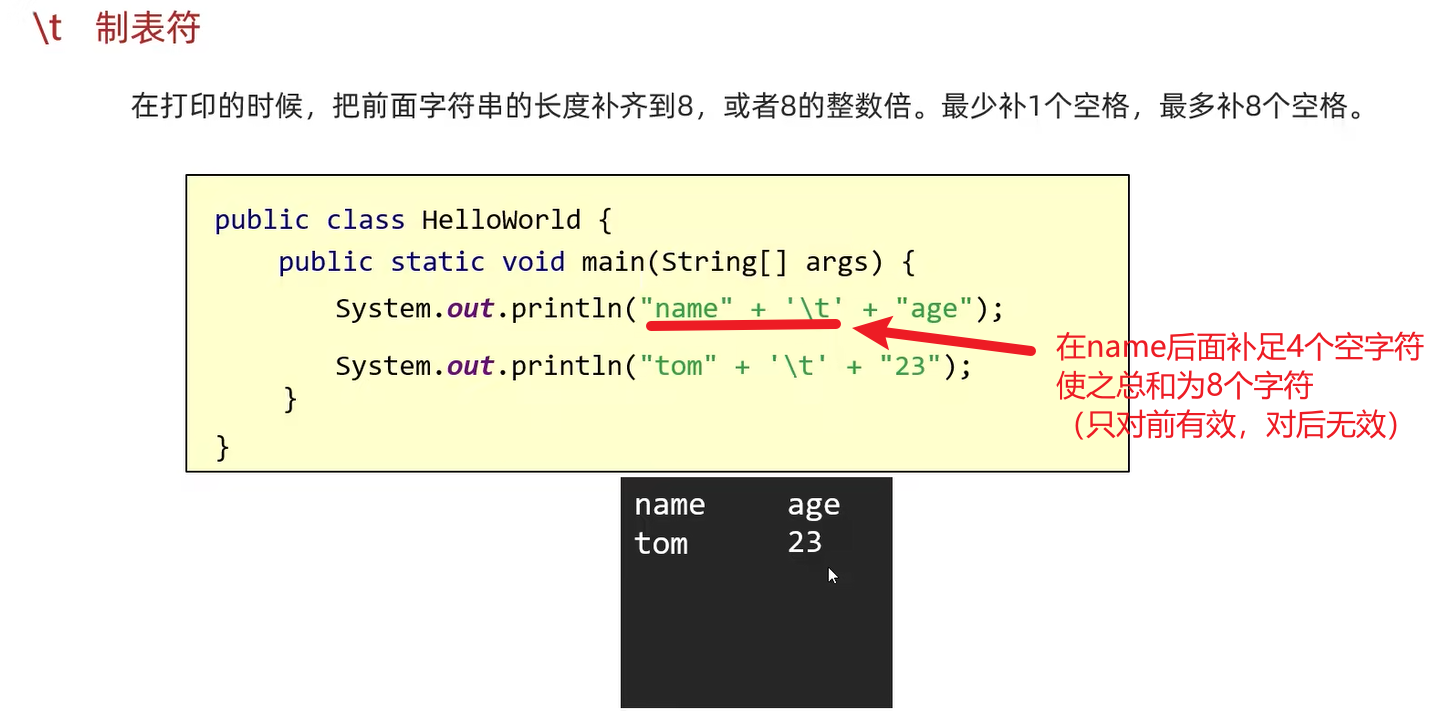 \t 制表符
在打印的时候，把前面字符串的长度补齐到8，或者8的整数倍。最少补1个空格，最多补8个空格。
public class HelloWorld {
public static void main(String[] args) {
System.out.println("name" + '\t' + "age");
System.out.println("tom" + '\t' + "23");
}
}
在name后面补足4个空字符
使之总和为8个字符
（只对前有效，对后无效）
name age
tom 23